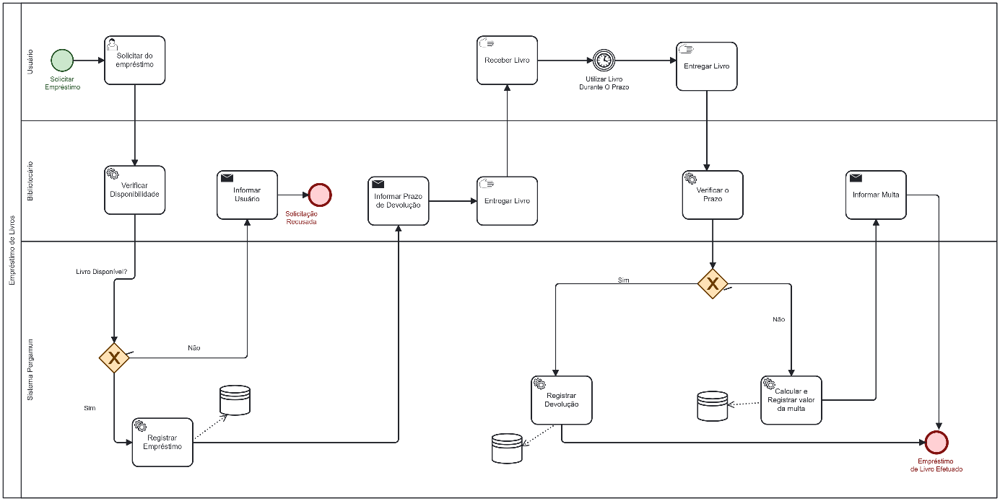 Empréstimo de Livros
Usuário
Solicitar
Empréstimo
Solicitar do
empréstimo
Receber Livro
Utilizar Livro
Durante O Prazo
Entregar Livro
Bibliotecário
Verificar
Disponibilidade
Informar
Usuário
Solicitação
Recusada
Informar Prazo
de Devolução
Entregar Livro
Verificar o
Prazo
Informar Multa
Sistema Pergamun
Livro Disponível?
X
Não
Sim
Registrar
Empréstimo
X
Sim
Não
Registrar
Devolução
Calcular e
Registrar valor
da multa
Empréstimo
de Livro Efetuado